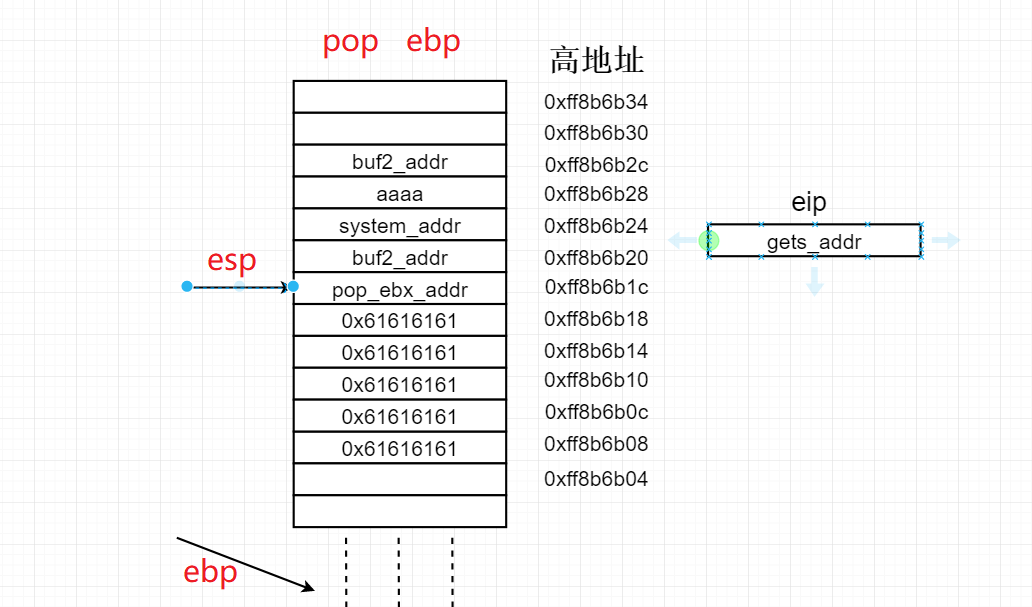 pop ebp
高地址
0xff8b6b34
0xff8b6b30
buf2_addr 0xff8b6b2c
aaaa 0xff8b6b28
eip
system_addr 0xff8b6b24
gets_addr
buf2_addr 0xff8b6b20
esp
pop_ebx_addr 0xff8b6b1c
0x61616161 0xff8b6b18
0x61616161 0xff8b6b14
0x61616161 0xff8b6b10
0x61616161 0xff8b6b0c
0x61616161 0xff8b6b08
0xff8b6b04
ebp